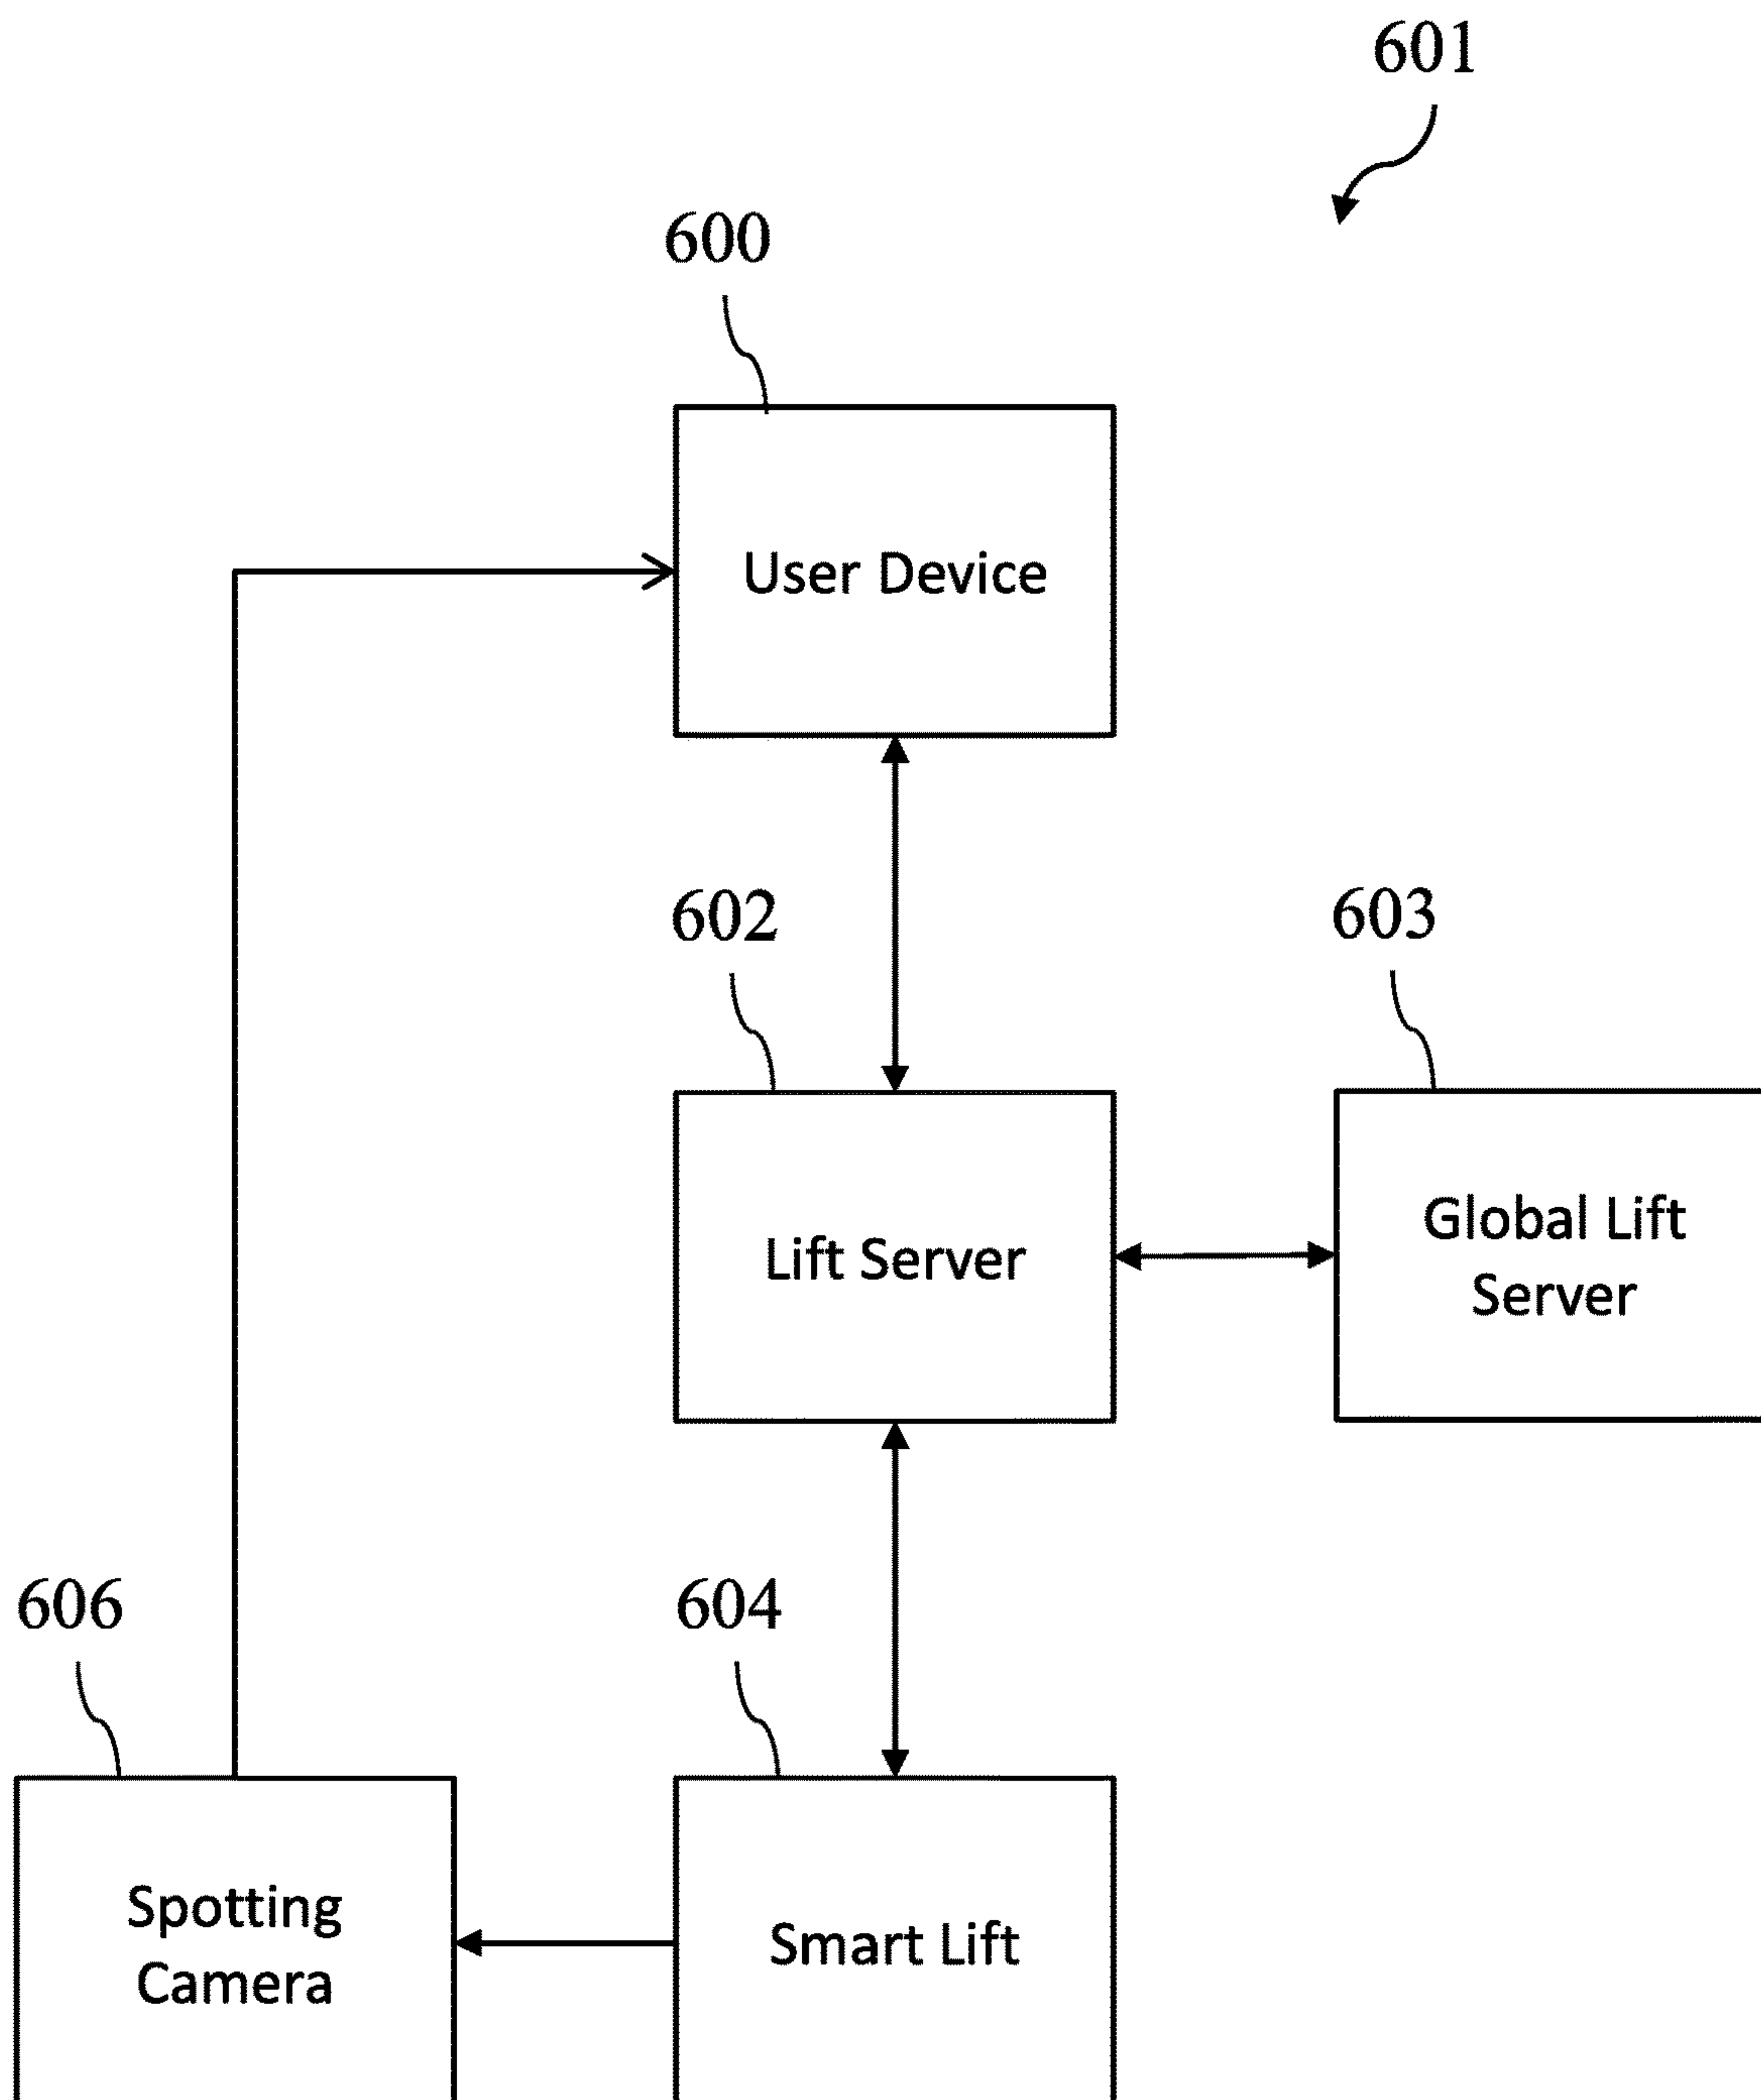 601
600
User Device
602
603
Lift Server
Global Lift
Server
606
604
Spotting
Camera
Smart Lift